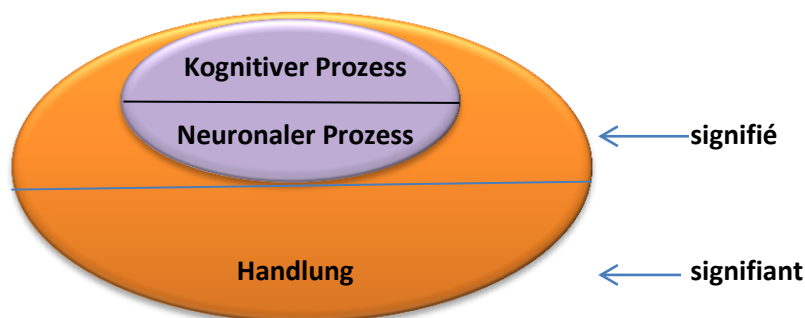 Kognitiver Prozess
Neuronaler Prozess
signifié
Handlung
signifiant